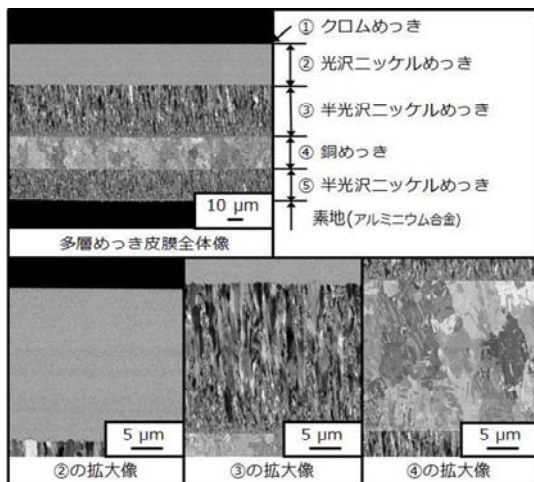 ① クロムめっき
② 光沢ニッケルめっき
③ 半光沢ニッケルめっき
④ 銅めっき
⑤ 半光沢ニッケルめっき
素地(アルミニウム合金)
10 μm
多層めっき皮膜全体像
5 μm
5 μm
5 μm
②の拡大像
③の拡大像
④の拡大像